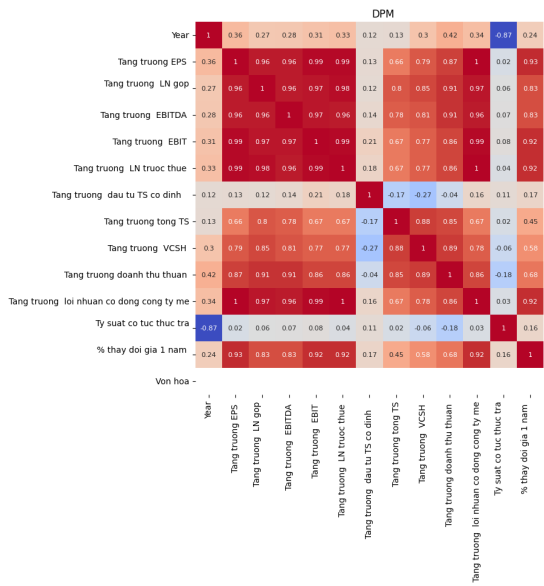 DPM
Year 1 0.36 0.27 0.28 0.31 0.33 0.12 0.13 0.3 0.42 0.34 -0.87 0.24
Tang truong EPS 0.36 1 0.96 0.96 0.99 0.99 0.13 0.66 0.79 0.87 1 0.02 0.93
Tang truong LN gop 0.27 0.96 1 0.96 0.97 0.98 0.12 0.8 0.85 0.91 0.97 0.06 0.83
Tang truong EBITDA 0.28 0.96 0.96 1 0.97 0.96 0.14 0.78 0.81 0.91 0.96 0.07 0.83
Tang truong EBIT 0.31 0.99 0.97 0.97 1 0.99 0.21 0.67 0.77 0.86 0.99 0.08 0.92
Tang truong LN truoc thue 0.33 0.99 0.98 0.96 0.99 1 0.18 0.67 0.77 0.86 1 0.04 0.92
Tang truong dau tu TS co dinh 0.12 0.13 0.12 0.14 0.21 0.18 1 -0.17 -0.27 -0.04 0.16 0.11 0.17
Tang truong tong TS 0.13 0.66 0.8 0.78 0.67 0.67 -0.17 1 0.88 0.85 0.67 0.02 0.45
Tang truong VCSH 0.3 0.79 0.85 0.81 0.77 0.77 -0.27 0.88 1 0.89 0.78 -0.06 0.58
Tang truong doanh thu thuan 0.42 0.87 0.91 0.91 0.86 0.86 -0.04 0.85 0.89 1 0.86 -0.18 0.68
Tang truong loi nhuan co dong cong ty me 0.34 1 0.97 0.96 0.99 1 0.16 0.67 0.78 0.86 1 0.03 0.92
Ty suat co tuc thuc tra -0.87 0.02 0.06 0.07 0.08 0.04 0.11 0.02 -0.06 -0.18 0.03 1 0.16
% thay doi gia 1 nam 0.24 0.93 0.83 0.83 0.92 0.92 0.17 0.45 0.58 0.68 0.92 0.16 1
Von hoa
Year
Tang truong EPS
Tang truong LN gop
Tang truong EBITDA
Tang truong EBIT
Tang truong LN truoc thue
Tang truong dau tu TS co dinh
Tang truong tong TS
Tang truong VCSH
Tang truong doanh thu thuan
Tang truong loi nhuan co dong cong ty me
Ty suat co tuc thuc tra
% thay doi gia 1 nam